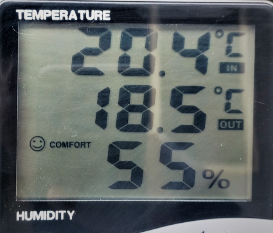 TEMPERATURE
20.4°C IN
18.5°C OUT
COMFORT 55%
HUMIDITY